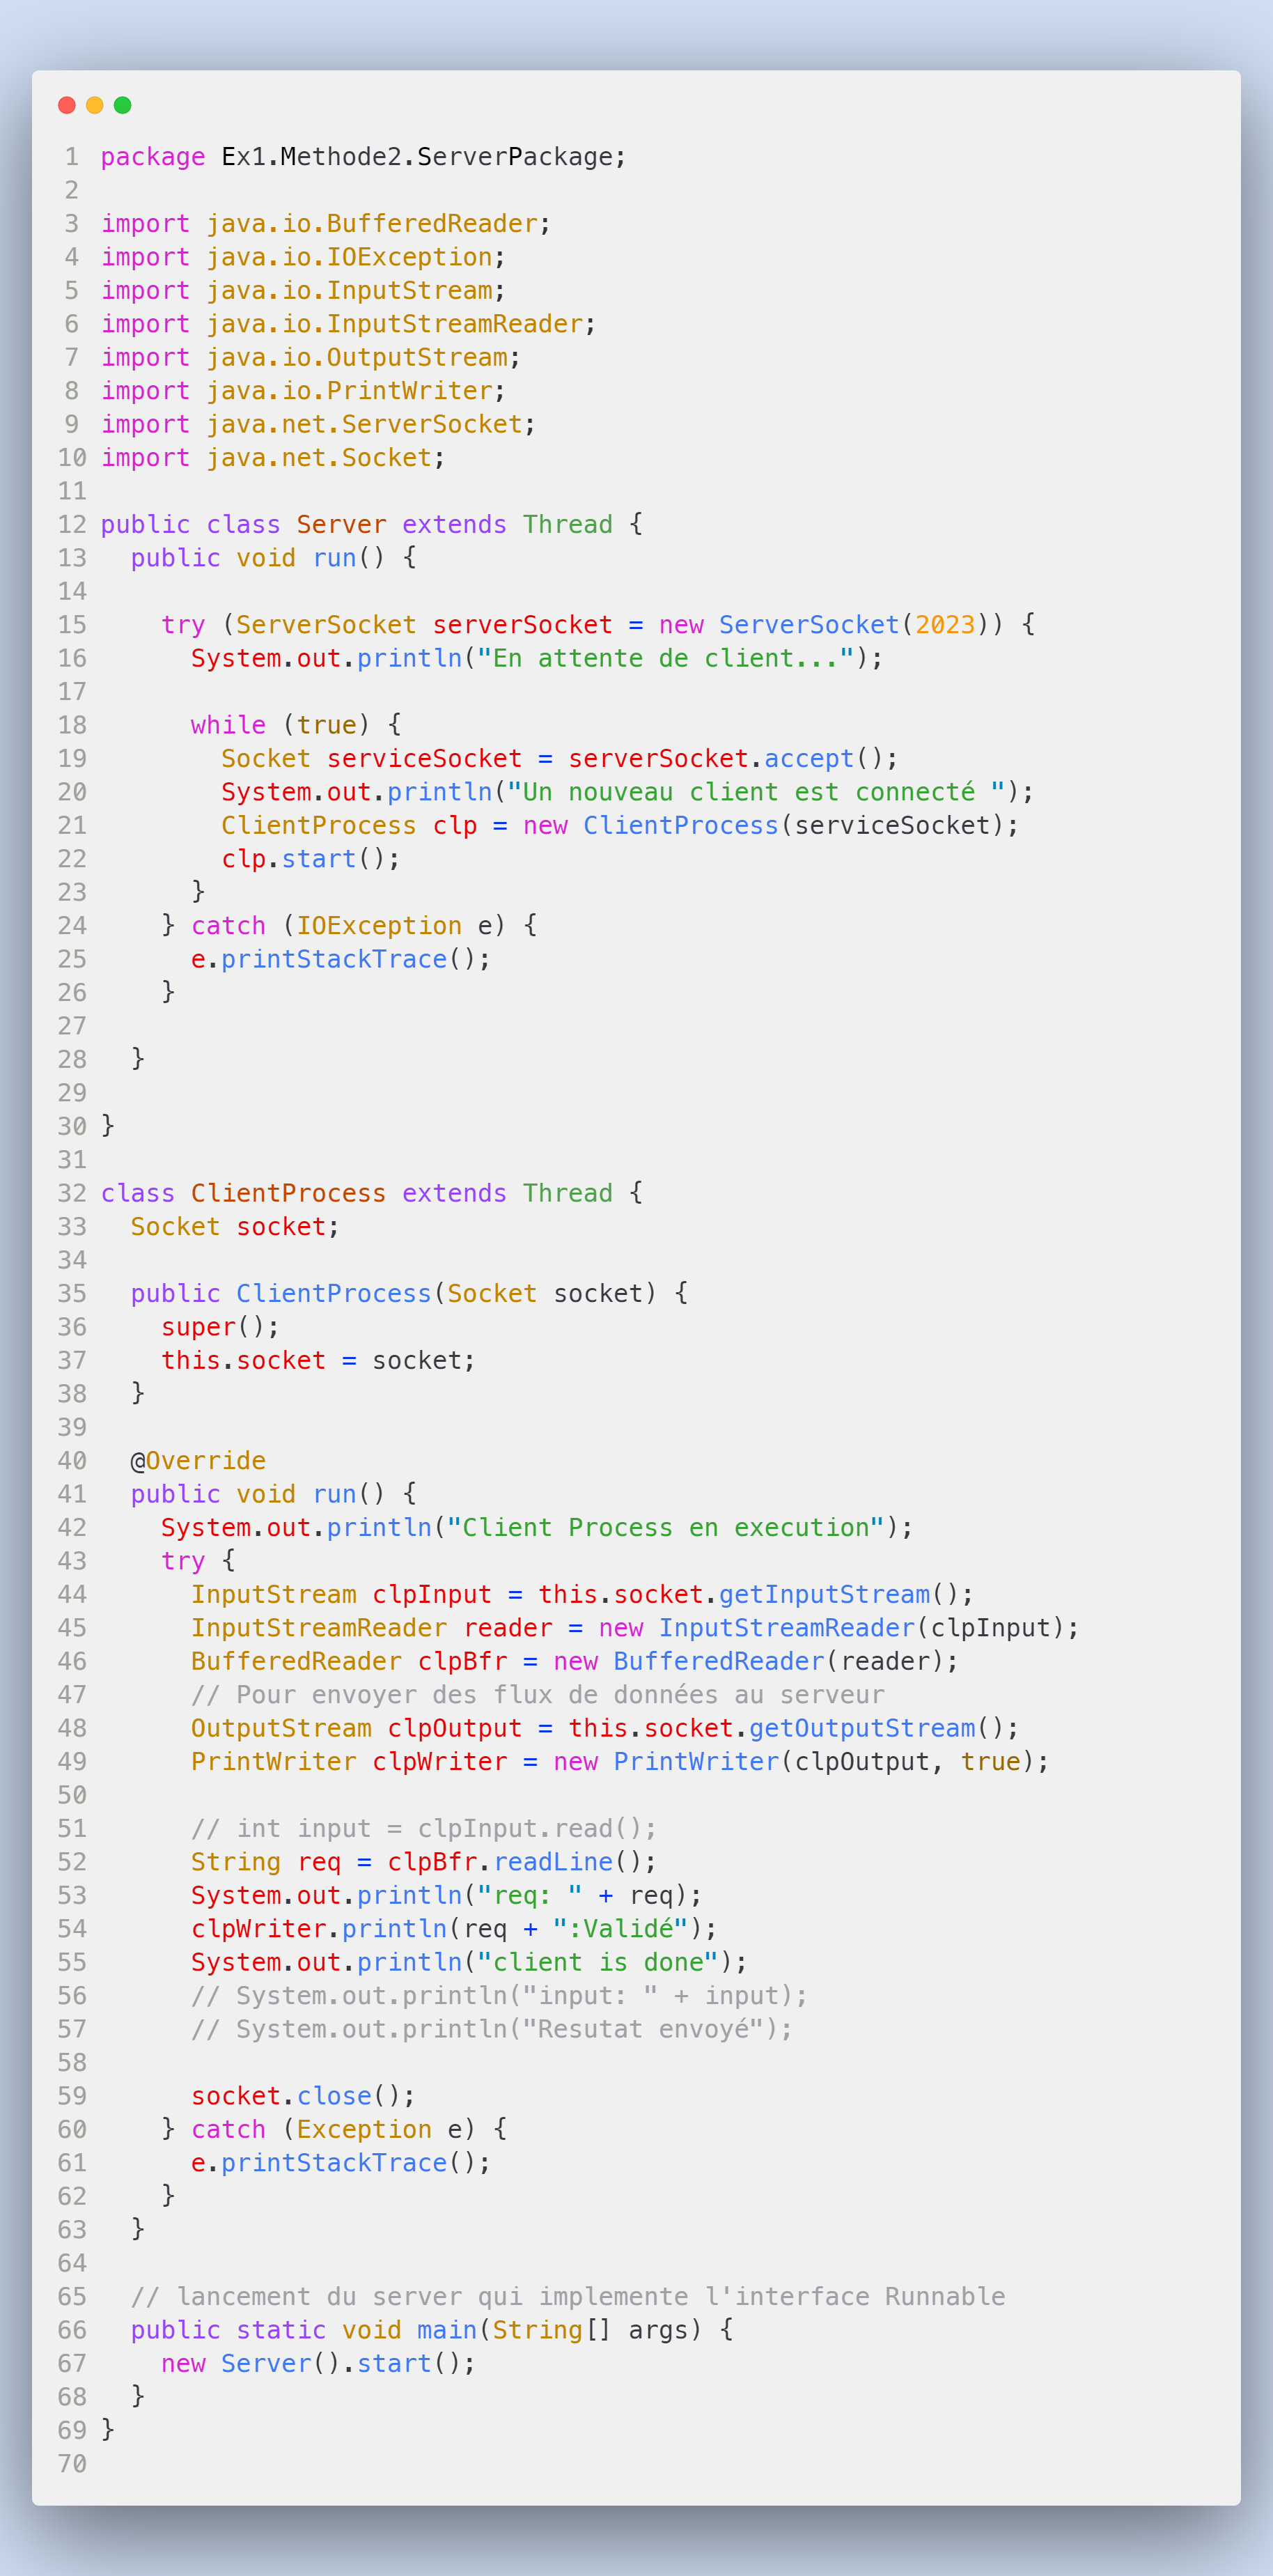 1 package Ex1.Methode2.ServerPackage;
2
3 import java.io.BufferedReader;
4 import java.io.IOException;
5 import java.io.InputStream;
6 import java.io.InputStreamReader;
7 import java.io.OutputStream;
8 import java.io.PrintWriter;
9 import java.net.ServerSocket;
10 import java.net.Socket;
11
12 public class Server extends Thread {
13   public void run() {
14
15     try (ServerSocket serverSocket = new ServerSocket(2023)) {
16       System.out.println("En attente de client...");
17
18       while (true) {
19         Socket serviceSocket = serverSocket.accept();
20         System.out.println("Un nouveau client est connecté ");
21         ClientProcess clp = new ClientProcess(serviceSocket);
22         clp.start();
23       }
24     } catch (IOException e) {
25       e.printStackTrace();
26     }
27
28   }
29
30 }
31
32 class ClientProcess extends Thread {
33   Socket socket;
34
35   public ClientProcess(Socket socket) {
36     super();
37     this.socket = socket;
38   }
39
40   @Override
41   public void run() {
42     System.out.println("Client Process en execution");
43     try {
44       InputStream clpInput = this.socket.getInputStream();
45       InputStreamReader reader = new InputStreamReader(clpInput);
46       BufferedReader clpBfr = new BufferedReader(reader);
47       // Pour envoyer des flux de données au serveur
48       OutputStream clpOutput = this.socket.getOutputStream();
49       PrintWriter clpWriter = new PrintWriter(clpOutput, true);
50
51       // int input = clpInput.read();
52       String req = clpBfr.readLine();
53       System.out.println("req: " + req);
54       clpWriter.println(req + ":Validé");
55       System.out.println("client is done");
56       // System.out.println("input: " + input);
57       // System.out.println("Resutat envoyé");
58
59       socket.close();
60     } catch (Exception e) {
61       e.printStackTrace();
62     }
63   }
64
65   // lancement du server qui implemente l'interface Runnable
66   public static void main(String[] args) {
67     new Server().start();
68   }
69 }
70